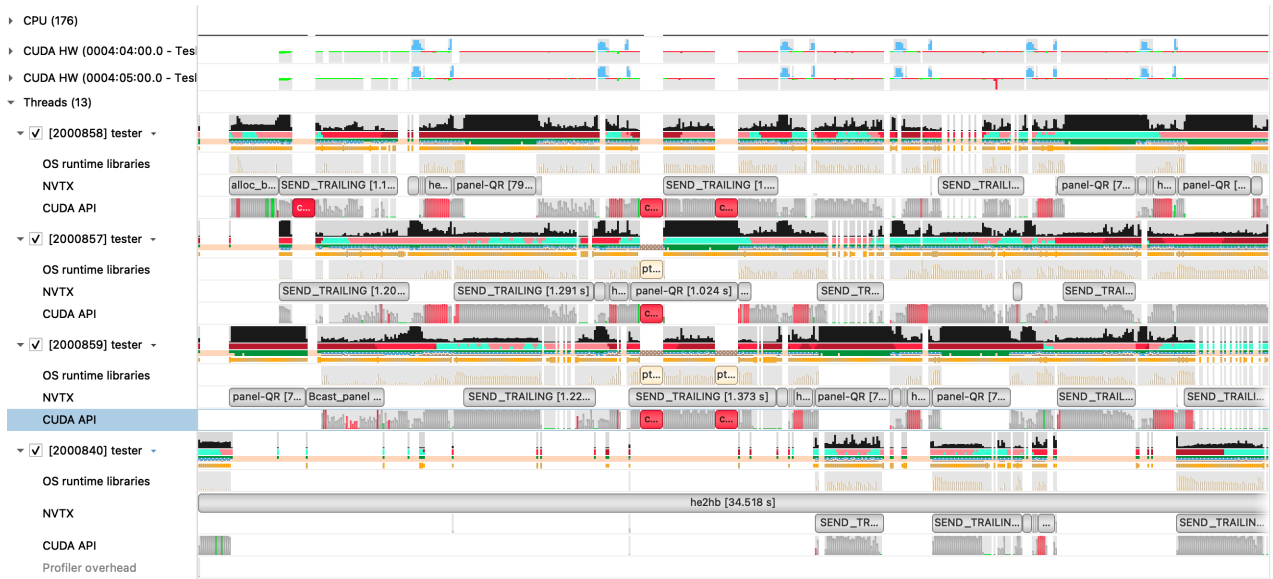 CPU (176)
CUDA HW (0004:04:00.0 - Tesl
CUDA HW (0004:05:00.0 - Tesl
Threads (13)
[2000858] tester
OS runtime libraries
NVTX alloc_b... SEND_TRAILING [1.1... he... panel-QR [79... SEND_TRAILING [1.... SEND_TRAILI... panel-QR [7... h... panel-QR [...
CUDA API c... c... c...
[2000857] tester
OS runtime libraries pt...
NVTX SEND_TRAILING [1.20... SEND_TRAILING [1.291 s] h... panel-QR [1.024 s] ... SEND_TR... SEND_TRAI...
CUDA API c...
[2000859] tester
OS runtime libraries pt... pt...
NVTX panel-QR [7... Bcast_panel ... SEND_TRAILING [1.22... SEND_TRAILING [1.373 s] h... panel-QR [7... h... panel-QR [7... SEND_TRAI... SEND_TRAILI...
CUDA API c... c...
[2000840] tester
OS runtime libraries
he2hb [34.518 s]
NVTX
SEND_TR... SEND_TRAILIN... ... SEND_TRAILIN...
CUDA API
Profiler overhead